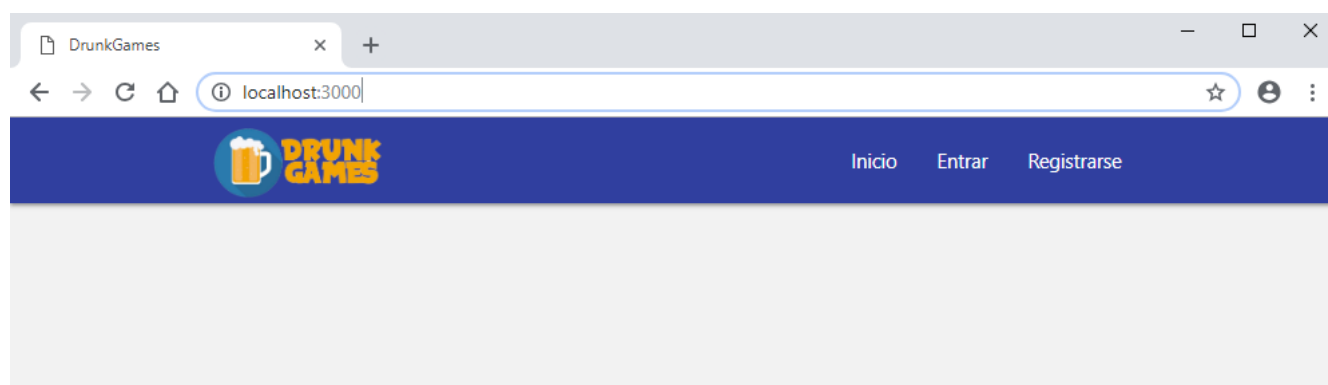 DrunkGames
localhost:3000
DRUNK
GAMES
Inicio Entrar Registrarse